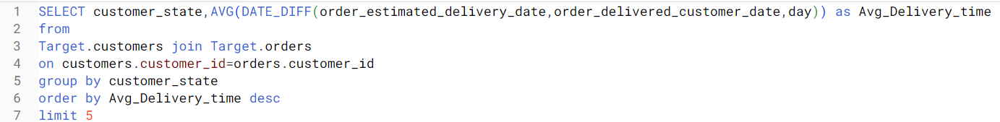 1 SELECT customer_state,AVG(DATE_DIFF(order_estimated_delivery_date,order_delivered_customer_date,day)) as Avg_Delivery_time
2 from
3 Target.customers join Target.orders
4 on customers.customer_id=orders.customer_id
5 group by customer_state
6 order by Avg_Delivery_time desc
7 limit 5